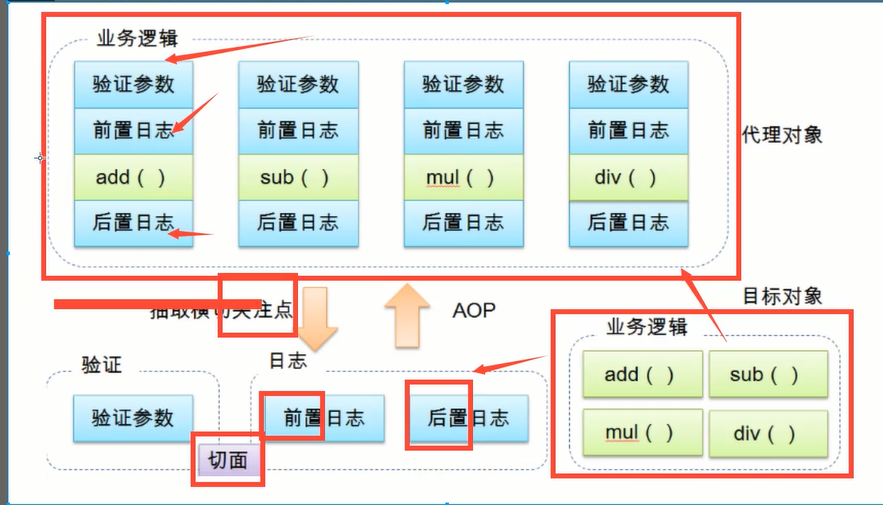 业务逻辑
验证参数 验证参数 验证参数 验证参数
前置日志 前置日志 前置日志 前置日志
add（ ） sub（ ） mul（ ） div（ ）
后置日志 后置日志 后置日志 后置日志
代理对象
抽取横切关注点
AOP
目标对象
验证
日志
业务逻辑
验证参数 前置日志 后置日志
add（ ） sub（ ）
mul（ ） div（ ）
切面